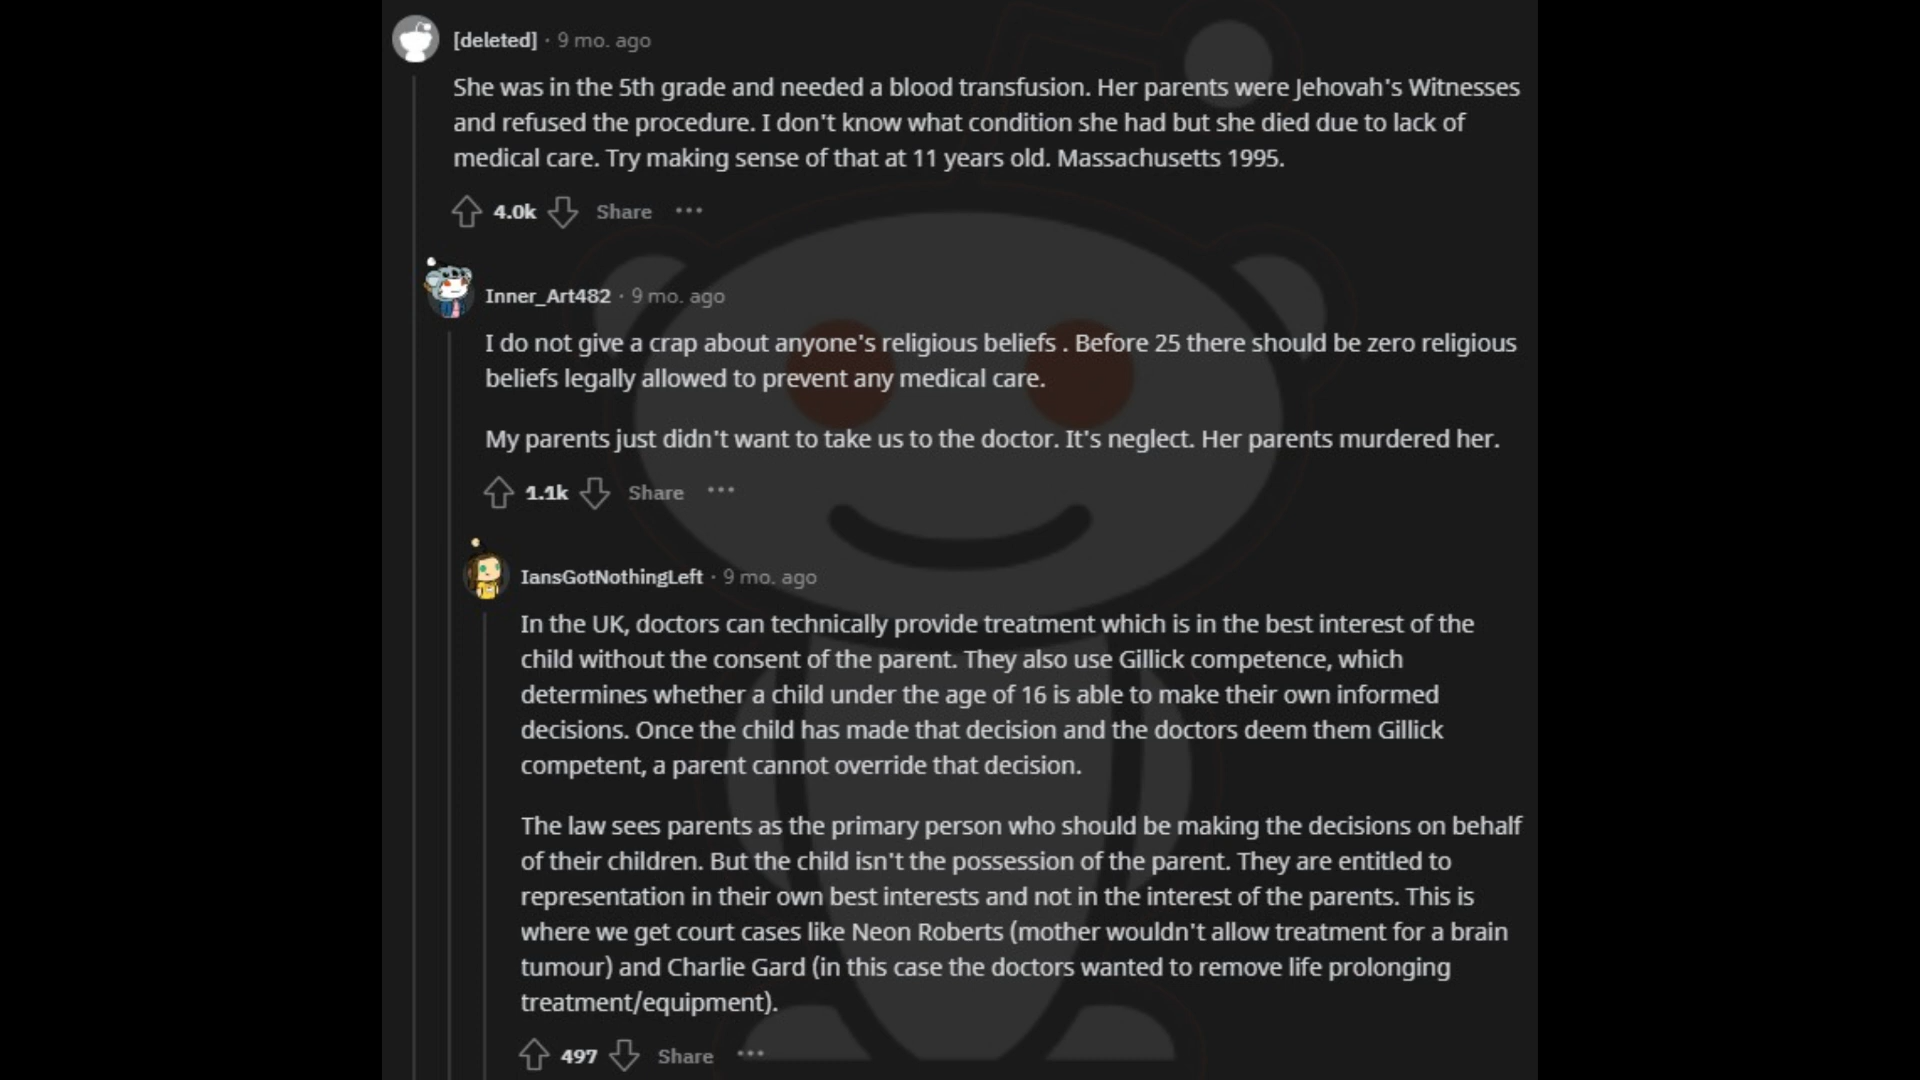 [deleted] · 9 mo. ago
She was in the 5th grade and needed a blood transfusion. Her parents were Jehovah's Witnesses
and refused the procedure. I don't know what condition she had but she died due to lack of
medical care. Try making sense of that at 11 years old. Massachusetts 1995.
4.0k Share ···
Inner_Art482 · 9 mo. ago
I do not give a crap about anyone's religious beliefs . Before 25 there should be zero religious
beliefs legally allowed to prevent any medical care.
My parents just didn't want to take us to the doctor. It's neglect. Her parents murdered her.
1.1k Share ···
IansGotNothingLeft · 9 mo. ago
In the UK, doctors can technically provide treatment which is in the best interest of the
child without the consent of the parent. They also use Gillick competence, which
determines whether a child under the age of 16 is able to make their own informed
decisions. Once the child has made that decision and the doctors deem them Gillick
competent, a parent cannot override that decision.
The law sees parents as the primary person who should be making the decisions on behalf
of their children. But the child isn't the possession of the parent. They are entitled to
representation in their own best interests and not in the interest of the parents. This is
where we get court cases like Neon Roberts (mother wouldn't allow treatment for a brain
tumour) and Charlie Gard (in this case the doctors wanted to remove life prolonging
treatment/equipment).
497 Share ···